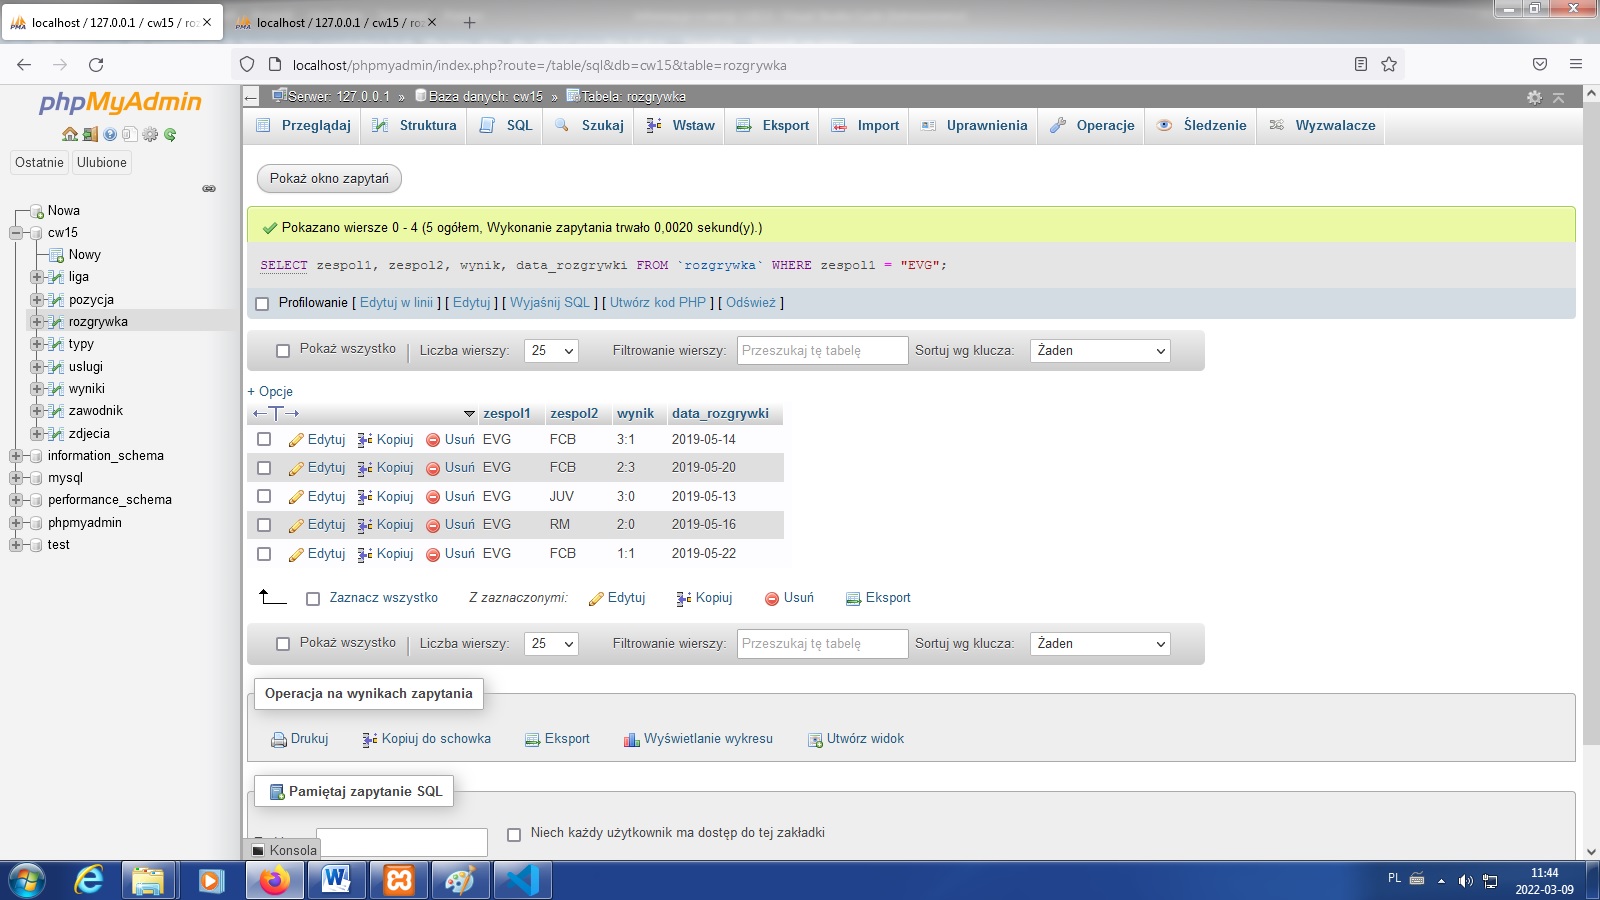 localhost / 127.0.0.1 / cw15 / ro
localhost / 127.0.0.1 / cw15 / ro
localhost/phpmyadmin/index.php?route=/table/sql&db=cw15&table=rozgrywka
phpMyAdmin
Ostatnie Ulubione
Nowa
cw15
Nowy
liga
pozycja
rozgrywka
typy
uslugi
wyniki
zawodnik
zdjecia
information_schema
mysql
performance_schema
phpmyadmin
test
Serwer: 127.0.0.1 » Baza danych: cw15 » Tabela: rozgrywka
Przeglądaj Struktura SQL Szukaj Wstaw Eksport Import Uprawnienia Operacje Śledzenie Wyzwalacze
Pokaż okno zapytań
Pokazano wiersze 0 - 4 (5 ogółem, Wykonanie zapytania trwało 0,0020 sekund(y).)
SELECT zespol1, zespol2, wynik, data_rozgrywki FROM `rozgrywka` WHERE zespol1 = "EVG";
Profilowanie [ Edytuj w linii ] [ Edytuj ] [ Wyjaśnij SQL ] [ Utwórz kod PHP ] [ Odśwież ]
Pokaż wszystko | Liczba wierszy: 25 Filtrowanie wierszy: Przeszukaj tę tabelę Sortuj wg klucza: Żaden
+ Opcje
←T→ zespol1 zespol2 wynik data_rozgrywki
Edytuj Kopiuj Usuń EVG FCB 3:1 2019-05-14
Edytuj Kopiuj Usuń EVG FCB 2:3 2019-05-20
Edytuj Kopiuj Usuń EVG JUV 3:0 2019-05-13
Edytuj Kopiuj Usuń EVG RM 2:0 2019-05-16
Edytuj Kopiuj Usuń EVG FCB 1:1 2019-05-22
Zaznacz wszystko Z zaznaczonymi: Edytuj Kopiuj Usuń Eksport
Pokaż wszystko | Liczba wierszy: 25 Filtrowanie wierszy: Przeszukaj tę tabelę Sortuj wg klucza: Żaden
Operacja na wynikach zapytania
Drukuj Kopiuj do schowka Eksport Wyświetlanie wykresu Utwórz widok
Pamiętaj zapytanie SQL
Niech każdy użytkownik ma dostęp do tej zakładki
Konsola
PL 11:44
2022-03-09